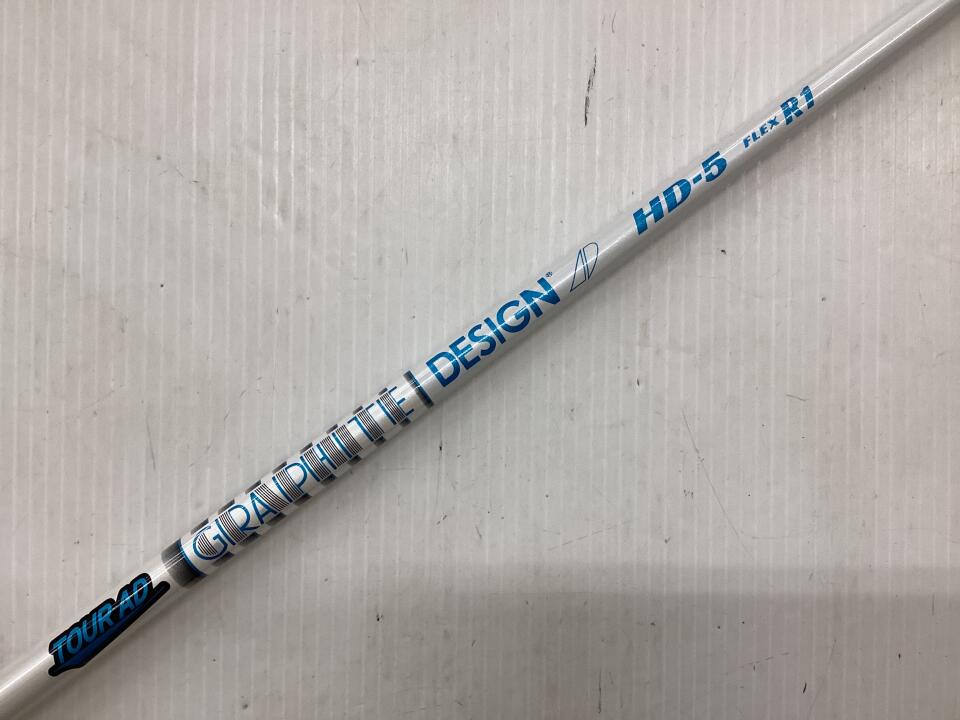 TOUR AD
GRAPHITE DESIGN®
AD
HD-5 FLEX R1